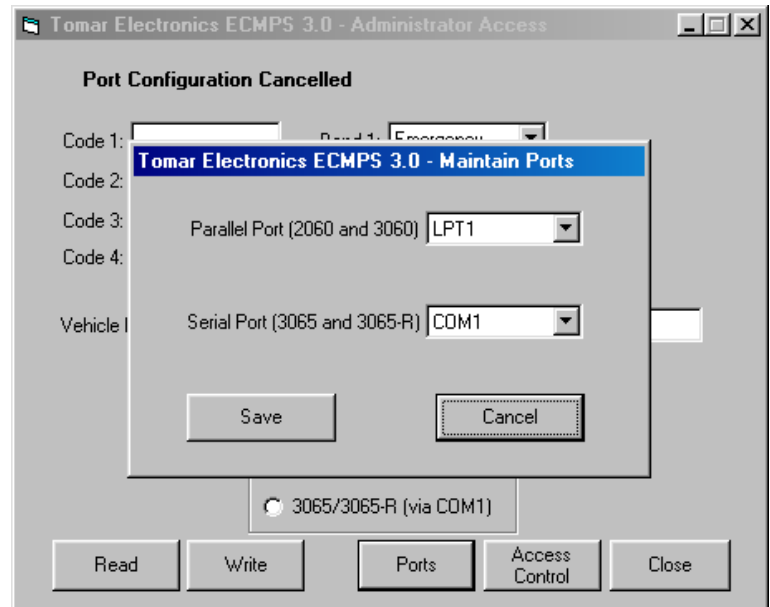 Tomar Electronics ECMPS 3.0 - Administrator Access
Port Configuration Cancelled
Code 1:
Code 2:
Code 3:
Code 4:
Vehicle
Tomar Electronics ECMPS 3.0 - Maintain Ports
Parallel Port (2060 and 3060) LPT1
Serial Port (3065 and 3065-R) COM1
Save Cancel
3065/3065-R (via COM1)
Read Write Ports Access Control Close